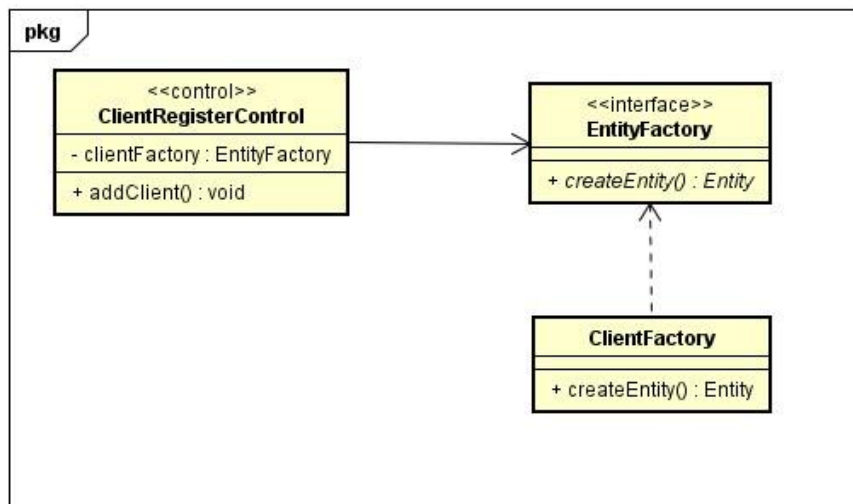 pkg
<<control>>
ClientRegisterControl
- clientFactory : EntityFactory
+ addClient() : void
<<interface>>
EntityFactory
+ createEntity() : Entity
ClientFactory
+ createEntity() : Entity